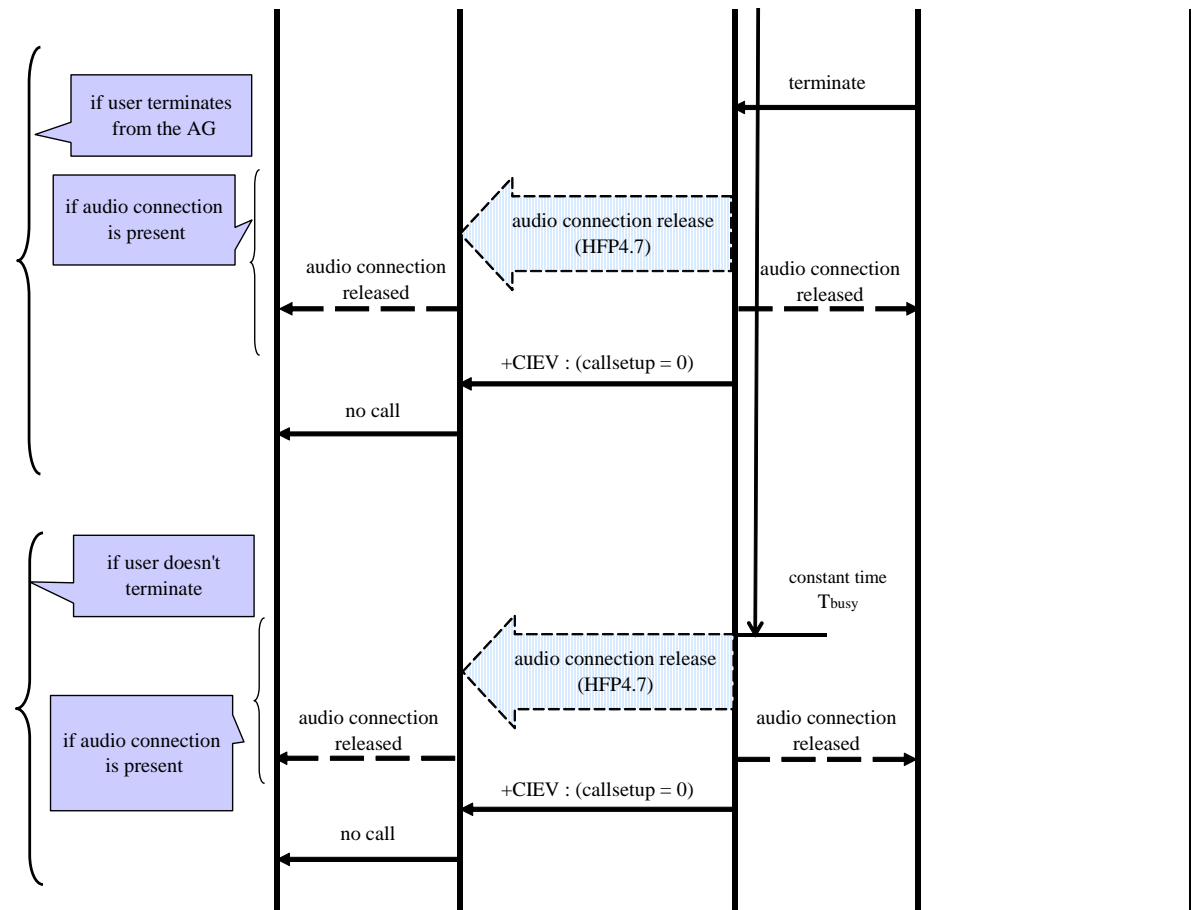 terminate
if user terminates
from the AG
if audio connection
is present
audio connection release
(HFP4.7)
audio connection
released
audio connection
released
+CIEV : (callsetup = 0)
no call
if user doesn't
terminate
constant time
Tbusy
audio connection release
(HFP4.7)
if audio connection
is present
audio connection
released
audio connection
released
+CIEV : (callsetup = 0)
no call